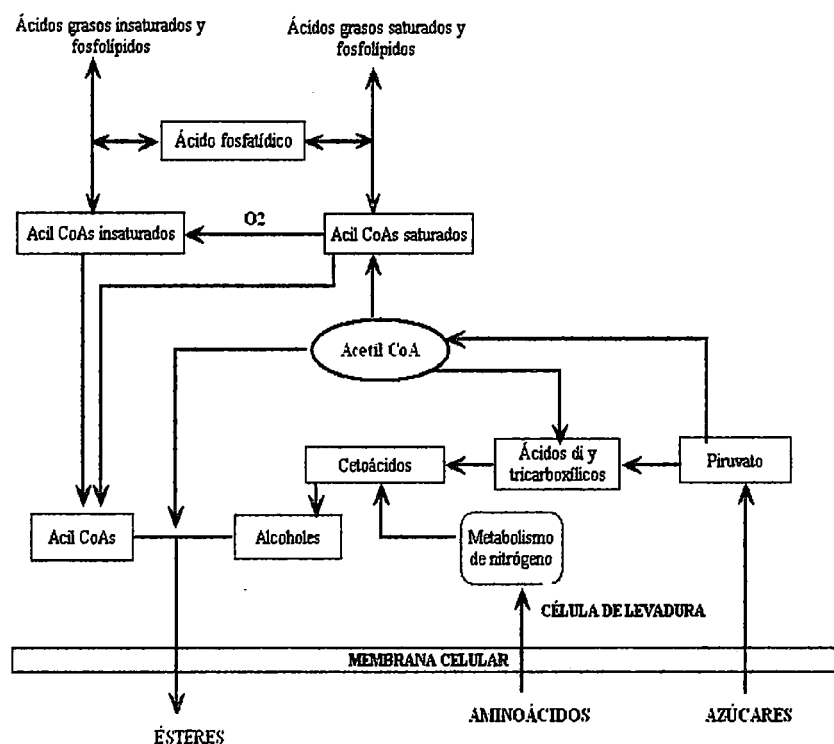 Ácidos grasos insaturados y
fosfolípidos
Ácidos grasos saturados y
fosfolípidos
Ácido fosfatídico
O2
Acil CoAs insaturados
Acil CoAs saturados
Acetil CoA
Cetoácidos
Ácidos di y
tricarboxílicos
Piruvato
Acil CoAs
Alcoholes
Metabolismo
de nitrógeno
CÉLULA DE LEVADURA
MEMBRANA CELULAR
ÉSTERES
AMINOÁCIDOS
AZÚCARES